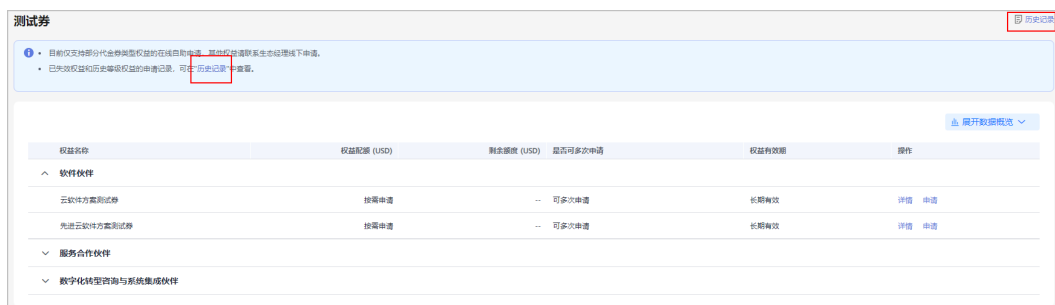 测试券
历史记录
目前仅支持部分代金券类型权益的在线自助申请，其他权益请联系生态经理线下申请。
已失效权益和历史等级权益的申请记录，可在“历史记录”中查看。
展开数据概览
权益名称 权益配额 (USD) 剩余额度 (USD) 是否可多次申请 权益有效期 操作
软件伙伴
云软件方案测试券 按需申请 -- 可多次申请 长期有效 详情 申请
先进云软件方案测试券 按需申请 -- 可多次申请 长期有效 详情 申请
服务合作伙伴
数字化转型咨询与系统集成伙伴